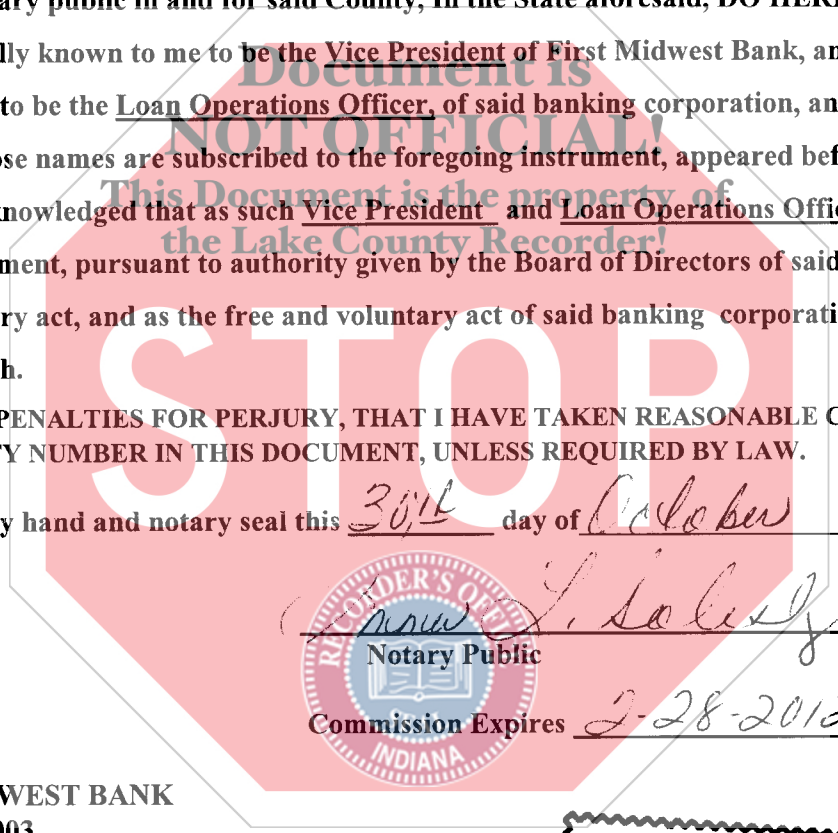 ary public in and for said County, in the State aforesaid, DO HER
lly known to me to be the Vice President of First Midwest Bank, an
to be the Loan Operations Officer, of said banking corporation, an
ose names are subscribed to the foregoing instrument, appeared bef
knowledged that as such Vice President and Loan Operations Offi
ment, pursuant to authority given by the Board of Directors of said
ry act, and as the free and voluntary act of said banking corporati
h.
PENALTIES FOR PERJURY, THAT I HAVE TAKEN REASONABLE C
TY NUMBER IN THIS DOCUMENT, UNLESS REQUIRED BY LAW.
y hand and notary seal this 30th day of October
Notary Public
Commission Expires 2-28-2012
WEST BANK
003
Document is
NOT OFFICIAL!
This Document is the property of
the Lake County Recorder!
STOP
RECORDER'S OFFICE
INDIANA